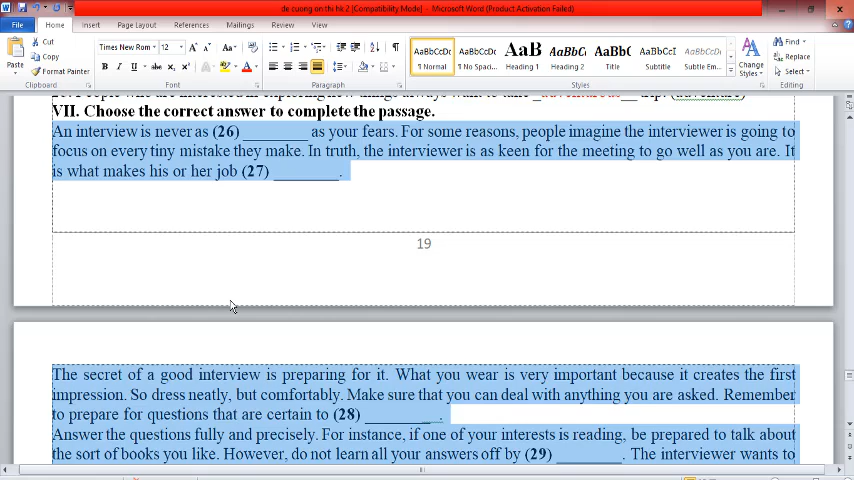 de cuong on thi hk 2 [Compatibility Mode] - Microsoft Word (Product Activation Failed)
File Home Insert Page Layout References Mailings Review View
Cut
Copy
Format Painter
Paste
Clipboard
Times New Rom 12
B I U abc x₂ x²
Font
Paragraph
AaBbCcDc AaBbCcDc AaB AaBbCc AaBbC AaBbCcI AaBbCcDc
¶ Normal ¶ No Spaci... Heading 1 Heading 2 Title Subtitle Subtle Em...
Styles
Change Styles
Find
Replace
Select
Editing
VII. Choose the correct answer to complete the passage.
An interview is never as (26) ________ as your fears. For some reasons, people imagine the interviewer is going to
focus on every tiny mistake they make. In truth, the interviewer is as keen for the meeting to go well as you are. It
is what makes his or her job (27) ________.
19
The secret of a good interview is preparing for it. What you wear is very important because it creates the first
impression. So dress neatly, but comfortably. Make sure that you can deal with anything you are asked. Remember
to prepare for questions that are certain to (28) ________ .
Answer the questions fully and precisely. For instance, if one of your interests is reading, be prepared to talk about
the sort of books you like. However, do not learn all your answers off by (29) ________. The interviewer wants to